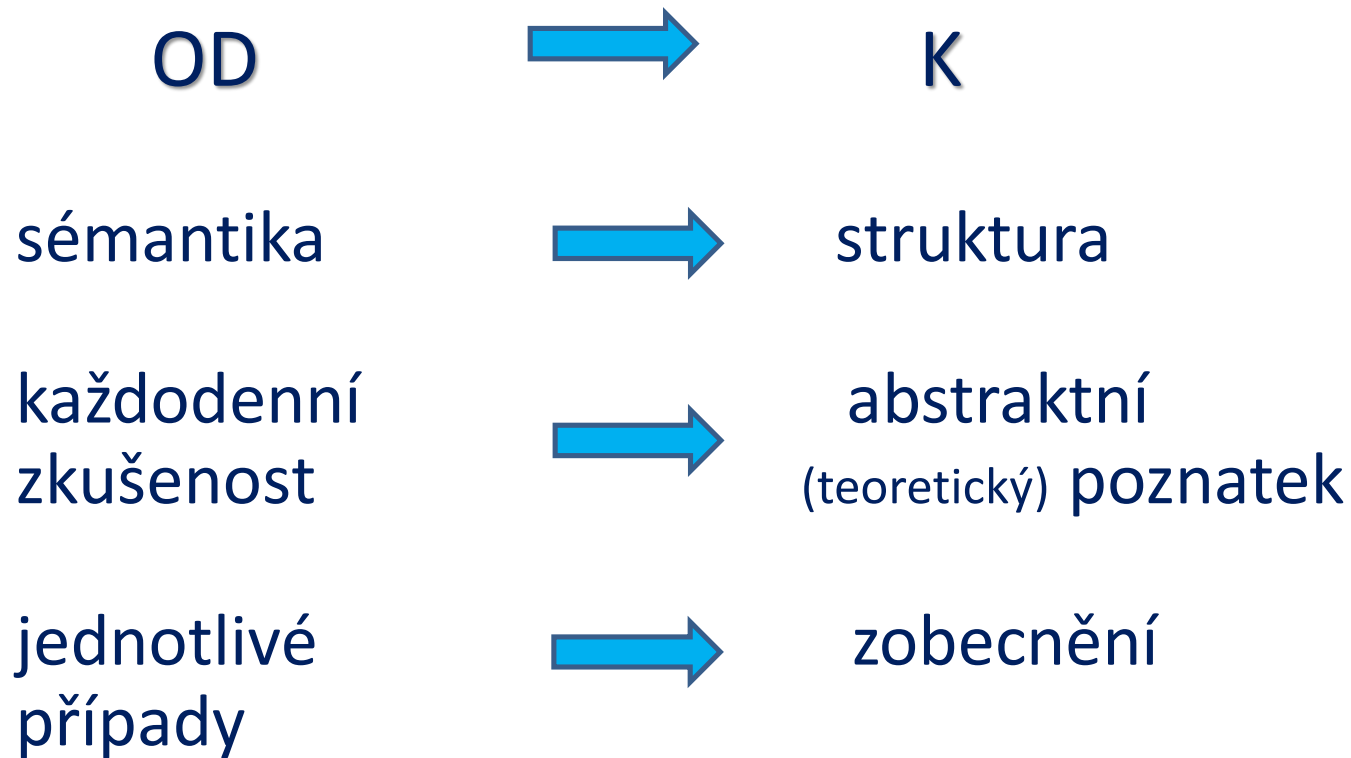 OD K
sémantika struktura
každodenní abstraktní
zkušenost (teoretický) poznatek
jednotlivé zobecnění
případy